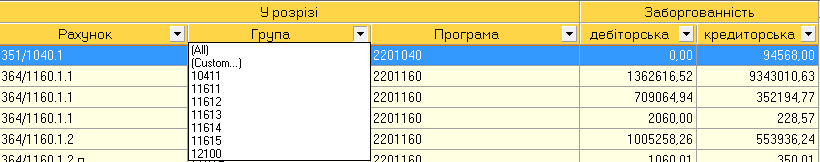 У розрізі Заборгованність
Рахунок Група Програма дебіторська кредиторська
351/1040.1 (All) 2201040 0,00 94568,00
364/1160.1.1 (Custom...) 2201160 1362616,52 9343010,63
10411
364/1160.1.1 11611 2201160 709064,94 352194,77
11612
364/1160.1.1 11613 2201160 2060,00 228,57
11614
364/1160.1.2 11615 2201160 1005258,26 553936,24
12100
364/1160.1.2.п 2201160 1060,01 350,01